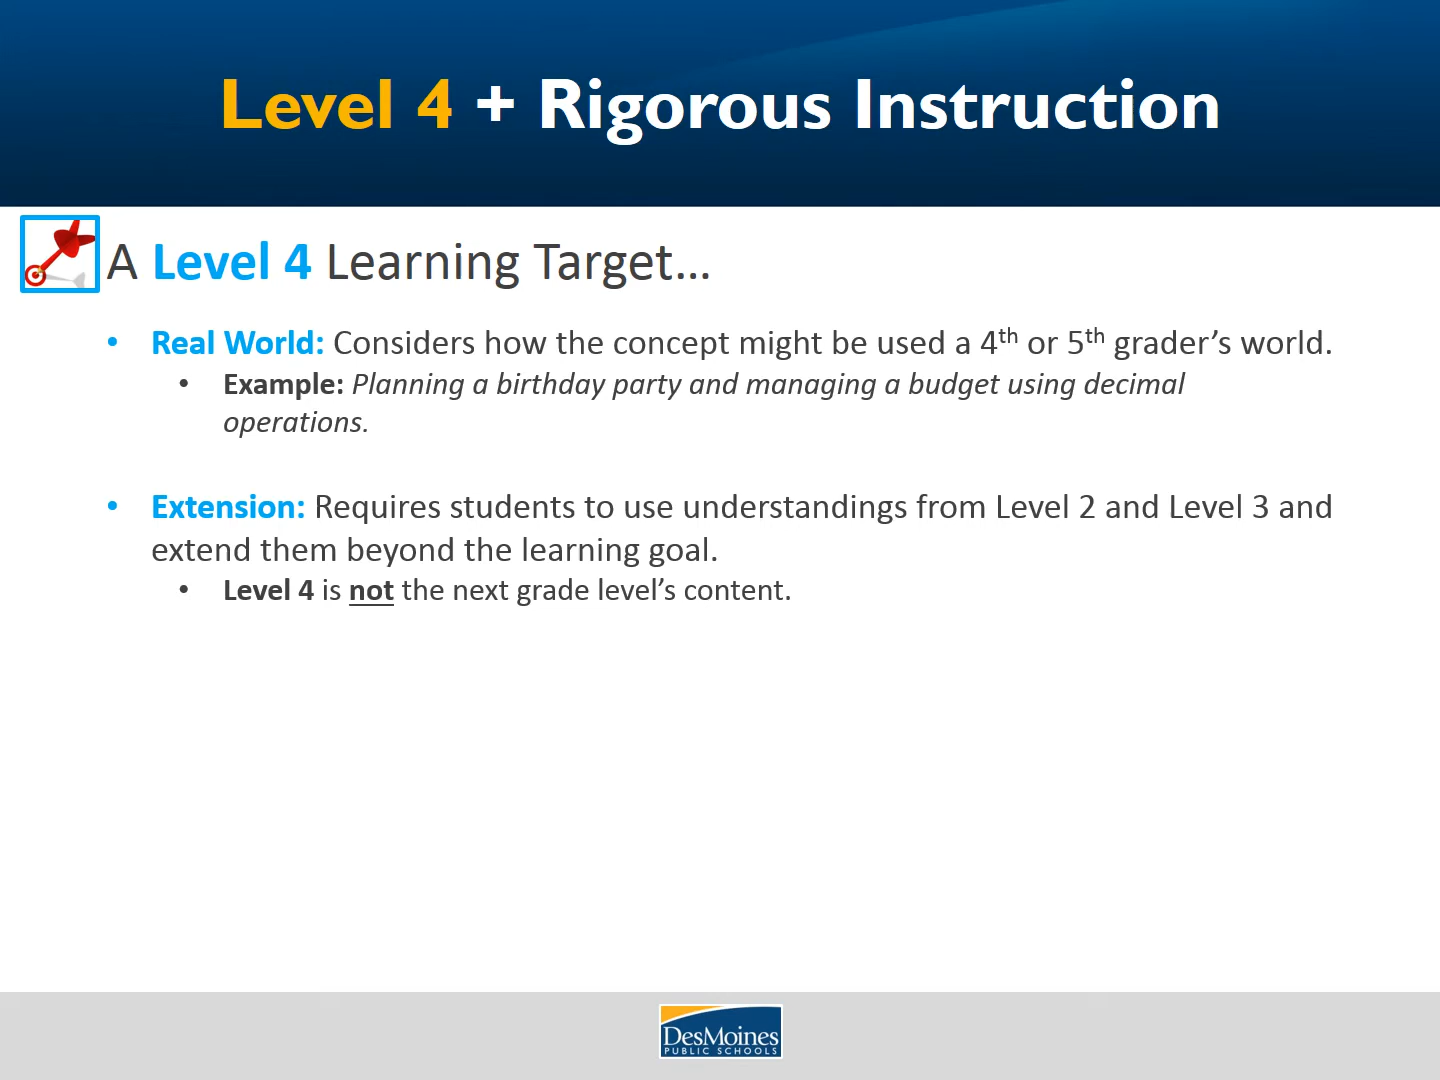 Level 4 + Rigorous Instruction
A Level 4 Learning Target...
• Real World: Considers how the concept might be used a 4th or 5th grader's world.
• Example: Planning a birthday party and managing a budget using decimal
operations.
• Extension: Requires students to use understandings from Level 2 and Level 3 and
extend them beyond the learning goal.
• Level 4 is not the next grade level's content.
DesMoines
PUBLIC SCHOOLS